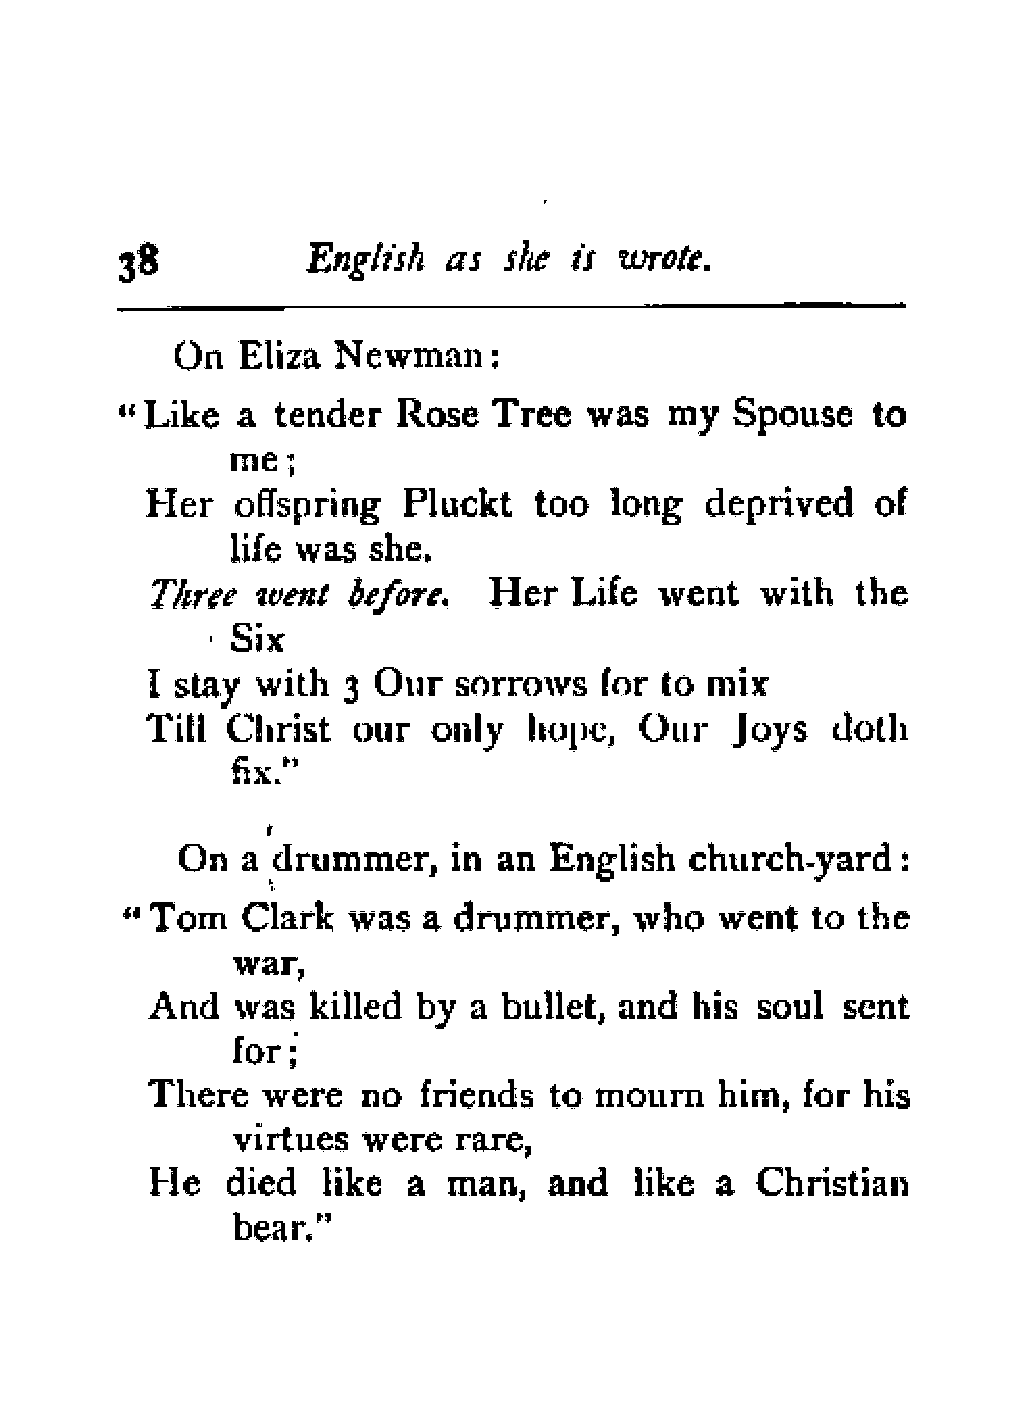 38 English as she is wrote.
On Eliza Newman:
"Like a tender Rose Tree was my Spouse to
me;
Her offspring Pluckt too long deprived of
life was she.
Three went before. Her Life went with the
Six
I stay with 3 Our sorrows for to mix
Till Christ our only hope, Our Joys doth
fix."
On a drummer, in an English church-yard:
"Tom Clark was a drummer, who went to the
war,
And was killed by a bullet, and his soul sent
for;
There were no friends to mourn him, for his
virtues were rare,
He died like a man, and like a Christian
bear."